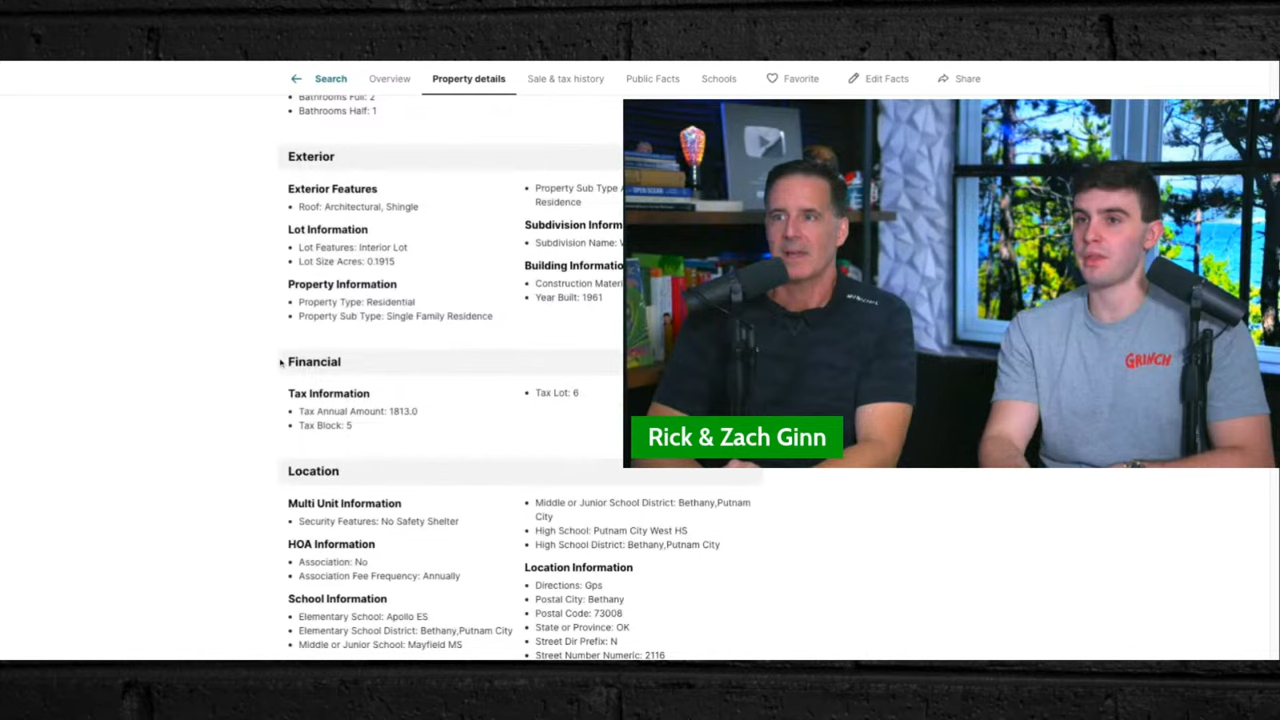 Search Overview Property details Sale & tax history Public Facts Schools Favorite Edit Facts Share
Bathrooms Full: 2
Bathrooms Half: 1
Exterior
Exterior Features
Roof: Architectural, Shingle
Lot Information
Lot Features: Interior Lot
Lot Size Acres: 0.1915
Property Information
Property Type: Residential
Property Sub Type: Single Family Residence
Property Sub Type
Residence
Subdivision
Subdivision Name:
Building
Construction
Year Built: 1961
Financial
Tax Information
Tax Annual Amount: 1813.0
Tax Block: 5
Tax Lot: 6
Location
Multi Unit Information
Security Features: No Safety Shelter
HOA Information
Association: No
Association Fee Frequency: Annually
School Information
Elementary School: Apollo ES
Elementary School District: Bethany,Putnam City
Middle or Junior School: Mayfield MS
Middle or Junior School District: Bethany,Putnam
City
High School: Putnam City West HS
High School District: Bethany,Putnam City
Location Information
Directions: Gps
Postal City: Bethany
Postal Code: 73008
State or Province: OK
Street Dir Prefix: N
Street Number Numeric: 2116
GRINCH
Rick & Zach Ginn